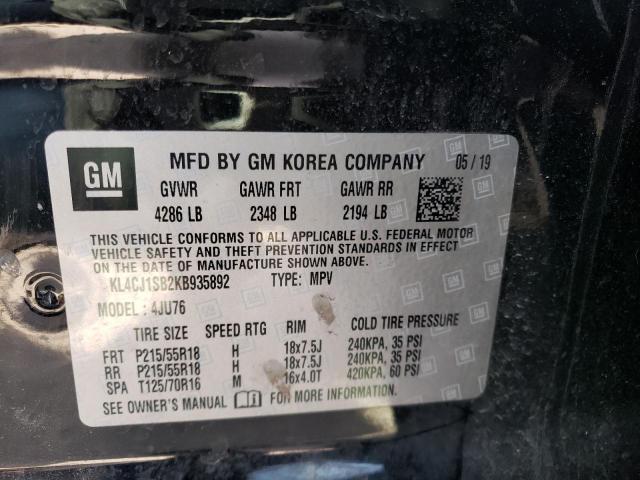 GM MFD BY GM KOREA COMPANY 05 / 19
GVWR GAWR FRT GAWR RR
4286 LB 2348 LB 2194 LB
THIS VEHICLE CONFORMS TO ALL APPLICABLE U.S. FEDERAL MOTOR
VEHICLE SAFETY AND THEFT PREVENTION STANDARDS IN EFFECT
ON THE DATE OF MANUFACTURE SHOWN ABOVE.
KL4CJ1SB2KB935892 TYPE: MPV
MODEL: 4JU76
TIRE SIZE SPEED RTG RIM COLD TIRE PRESSURE
FRT P215/55R18 H 18x7.5J 240KPA, 35 PSI
RR P215/55R18 H 18x7.5J 240KPA, 35 PSI
SPA T125/70R16 M 16x4.0T 420KPA, 60 PSI
SEE OWNER'S MANUAL FOR MORE INFORMATION.